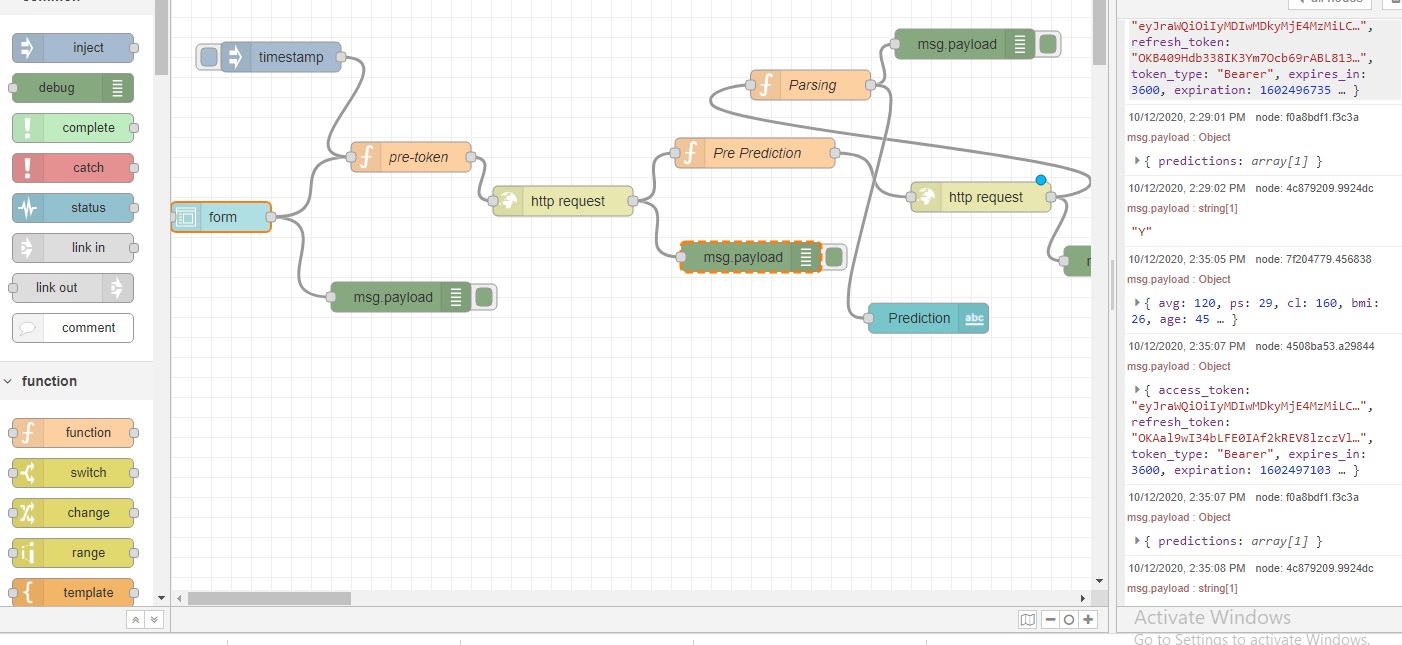 inject
debug
complete
catch
status
link in
link out
comment
function
function
switch
change
range
template
timestamp
form
pre-token
msg.payload
http request
Pre Prediction
msg.payload
Parsing
msg.payload
http request
Prediction
abc
all nodes
"eyJraWQiOiIyMDIwMDkyMjE4MzMiLC…",
refresh_token:
"OKB409Hdb338IK3Ym7Ocb69rABL813…",
token_type: "Bearer", expires_in:
3600, expiration: 1602496735 … }
10/12/2020, 2:29:01 PM node: f0a8bdf1.f3c3a
msg.payload : Object
{ predictions: array[1] }
10/12/2020, 2:29:02 PM node: 4c879209.9924dc
msg.payload : string[1]
"Y"
10/12/2020, 2:35:05 PM node: 7f204779.456838
msg.payload : Object
{ avg: 120, ps: 29, cl: 160, bmi:
26, age: 45 … }
10/12/2020, 2:35:07 PM node: 4508ba53.a29844
msg.payload : Object
{ access_token:
"eyJraWQiOiIyMDIwMDkyMjE4MzMiLC…",
refresh_token:
"OKAal9wI34bLFE0IAf2kREV8lzczVl…",
token_type: "Bearer", expires_in:
3600, expiration: 1602497103 … }
10/12/2020, 2:35:07 PM node: f0a8bdf1.f3c3a
msg.payload : Object
{ predictions: array[1] }
10/12/2020, 2:35:08 PM node: 4c879209.9924dc
msg.payload : string[1]
Activate Windows
Go to Settings to activate Windows.